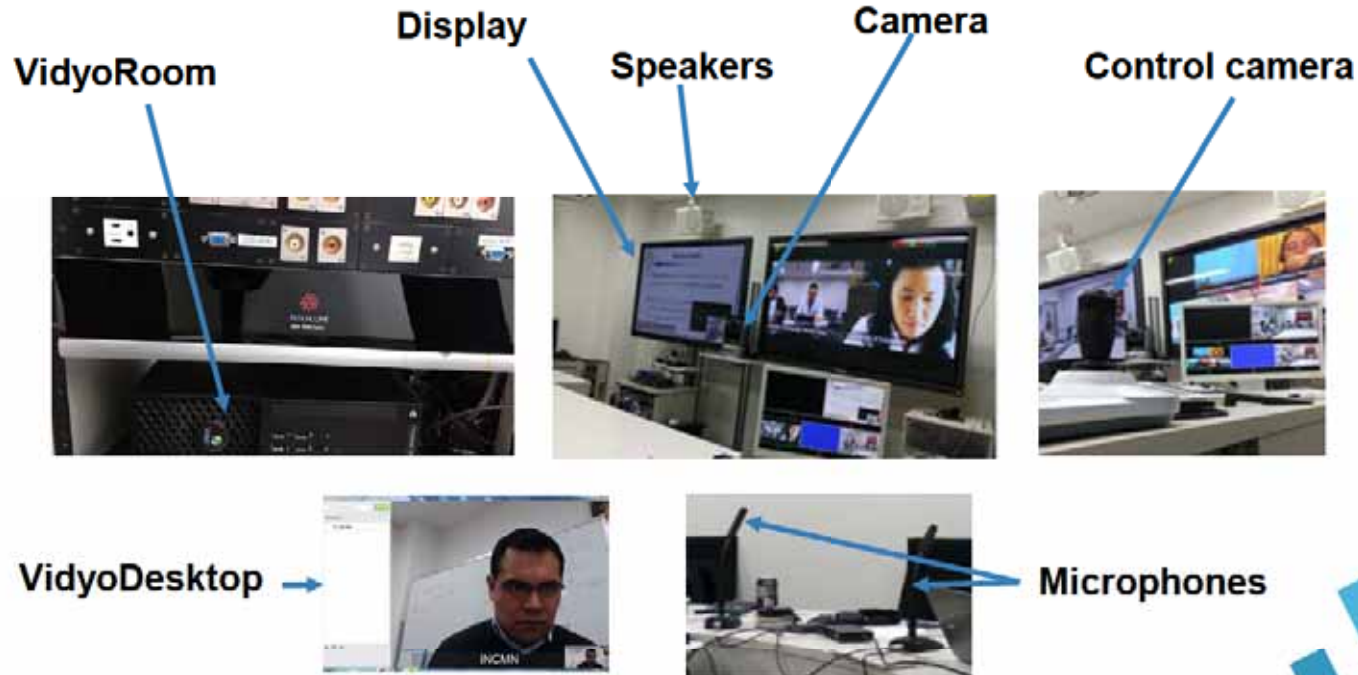 Display
Camera
VidyoRoom
Speakers
Control camera
VidyoDesktop
INCMN
Microphones